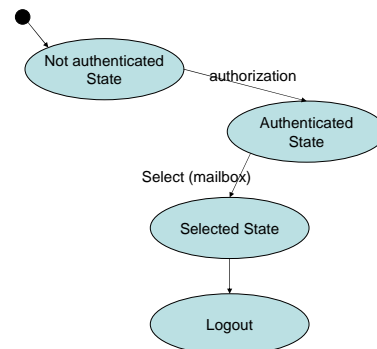 Not authenticated
State
authorization
Authenticated
State
Select (mailbox)
Selected State
Logout